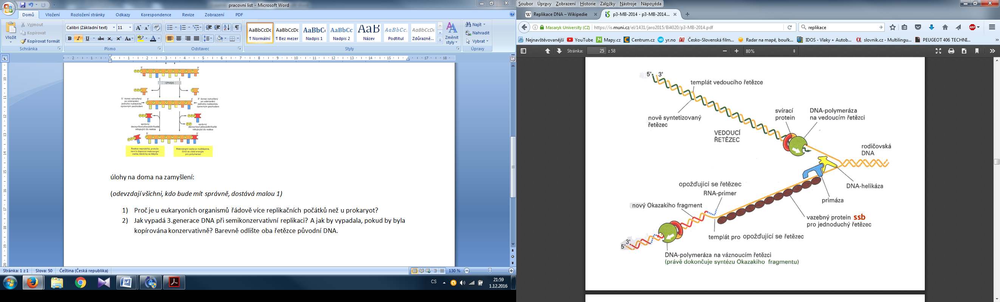 pracovní list - Microsoft Word
Domů Vložení Rozložení stránky Odkazy Korespondence Revize Zobrazení PDF
Vložit
Vyjmout
Kopírovat
Kopírovat formát
Schránka
Calibri (Základní text) 11
Písmo
Odstavec
AaBbCcDc AaBbCcDc AaBbCc AaBbCc AaB AaBbCc. AaBbCcDc
¶ Normální ¶ Bez mezer Nadpis 1 Nadpis 2 Název Podtitul Zdůrazně...
Změnit styly
Styly
Najít
Nahradit
Vybrat
Úpravy
OPRAVA
5' -konec vytvořený
po odstranění
jednoho nukleotidu
opravným pochodem
3' -konec vytvořený
po odstranění
jednoho nukleotidu
opravným pochodem
správný
deoxyribonukleosidtrifosfát
vstupující do reakce
správný
deoxyribonukleosidtrifosfát
vstupující do reakce
Reakce neprobíhá, protože
není k dispozici makroergní
vazba, která by se štěpila
Makroergní vazba je rozštěpena,
čímž se získá energie
pro polymeraci
úlohy na doma na zamyšlení:
(odevzdají všichni, kdo bude mít správně, dostává malou 1)
1) Proč je u eukaryoních organismů řádově více replikačních počátků než u prokaryot?
2) Jak vypadá 3.generace DNA při semikonzervativní replikaci? A jak by vypadala, pokud by byla
kopírována konzervativně? Barevně odlište oba řetězce původní DNA.
Stránka: 1 z 1 Slova: 50 Čeština (Česká republika) 130 %
CS
21:59
1.12.2016
Soubor Úpravy Zobrazení Historie Záložky Nástroje Nápověda
Replikace DNA – Wikipedie
p3-MB-2014 - p3-MB-2014...
Masaryk University (CZ) https://is.muni.cz/el/1431/jaro2015/Bi4020/p3-MB-2014.pdf
replikace
Nejnavštěvovanější YouTube Mapy.cz Centrum.cz yr.no Česko-Slovenská film... Radar na mapě, bouřk... IDOS - Vlaky + Autob... slovnik.cz - Multilingu... PEUGEOT 406 TECHNI...
Stránka: 25 z 58 80%
5' 3'
templát vedoucího řetězce
nově syntetizovaný
řetězec
VEDOUCÍ
ŘETĚZEC
svírací
protein
DNA-polymeráza
na vedoucím řetězci
rodičovská
DNA
DNA-helikáza
primáza
vazebný protein ssb
pro jednoduchý řetězec
opožďující se řetězec
RNA-primer
nový Okazakiho fragment
templát pro opožďující se řetězec
3'
5'
DNA-polymeráza na váznoucím řetězci
(právě dokončuje syntézu Okazakiho fragmentu)